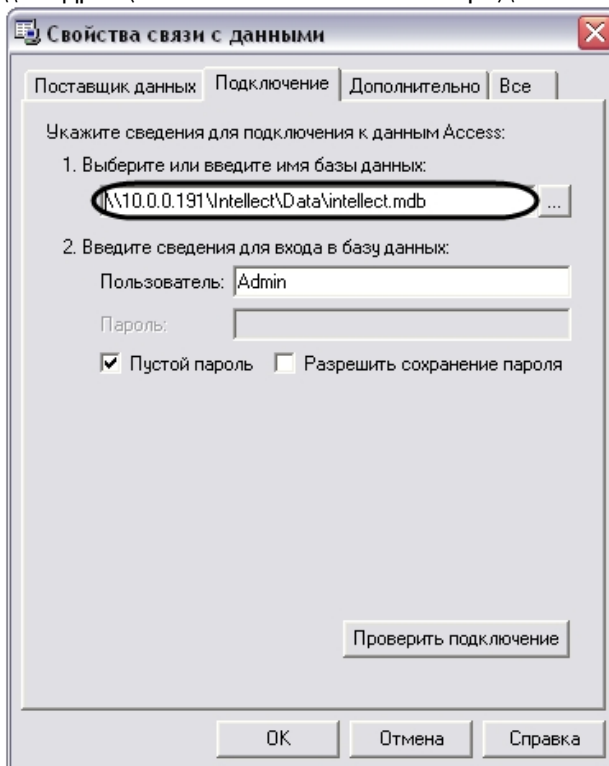 Свойства связи с данными
Поставщик данных Подключение Дополнительно Все
Укажите сведения для подключения к данным Access:
1. Выберите или введите имя базы данных:
\\10.0.0.191\Intellect\Data\intellect.mdb ...
2. Введите сведения для входа в базу данных:
Пользователь: Admin
Пароль:
Пустой пароль Разрешить сохранение пароля
Проверить подключение
OK Отмена Справка